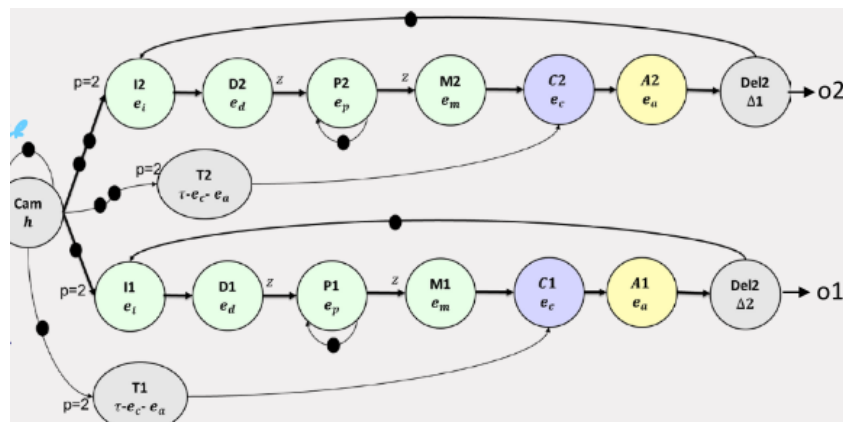 p=2
I2
e_i
D2
e_d
z
P2
e_p
z
M2
e_m
C2
e_c
A2
e_a
Del2
Δ1
o2
p=2
T2
τ-e_c- e_a
Cam
h
p=2
I1
e_i
D1
e_d
z
P1
e_p
z
M1
e_m
C1
e_c
A1
e_a
Del2
Δ2
o1
p=2
T1
τ-e_c- e_a